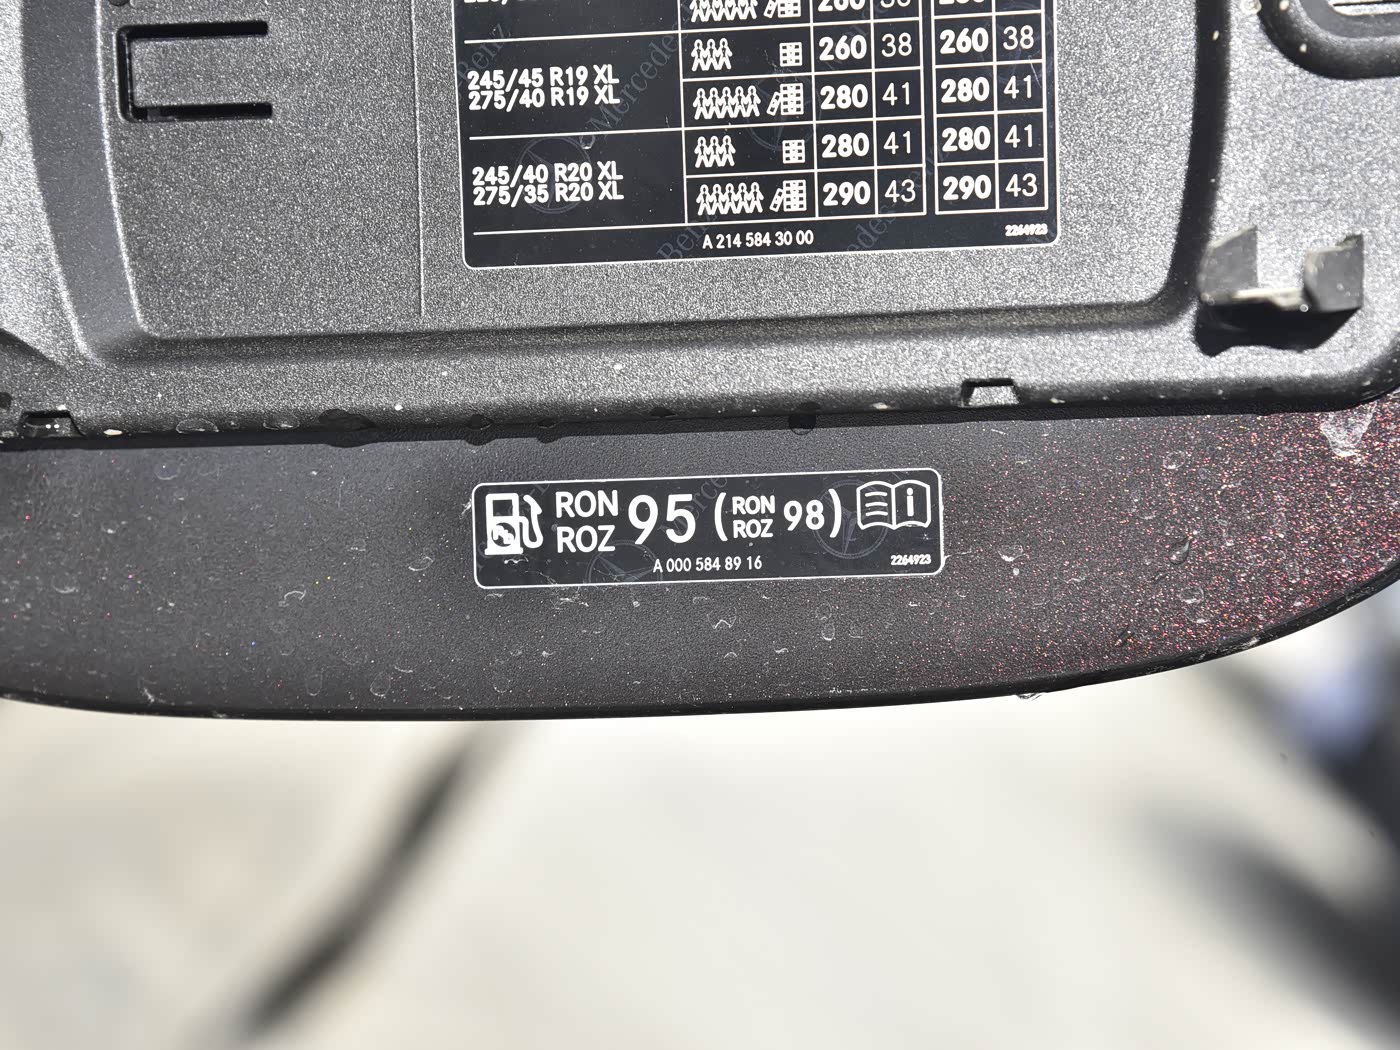 260 38 260 38
245/45 R19 XL
275/40 R19 XL
280 41 280 41
280 41 280 41
245/40 R20 XL
275/35 R20 XL
290 43 290 43
A 214 584 30 00
2264923
RON
ROZ
95
(RON
ROZ
98)
i
A 000 584 89 16
2264923
Mercedes
Benz